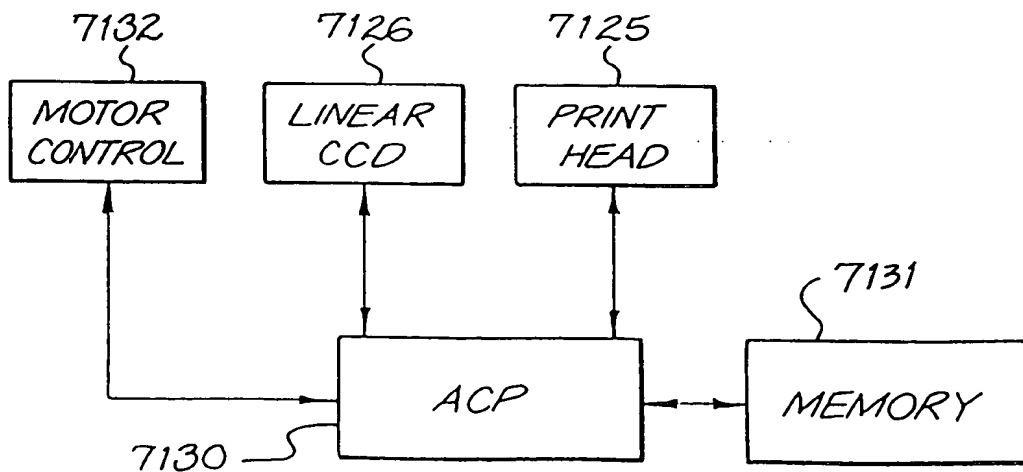 7132
7126
7125
MOTOR
CONTROL
LINEAR
CCD
PRINT
HEAD
7131
ACP
MEMORY
7130